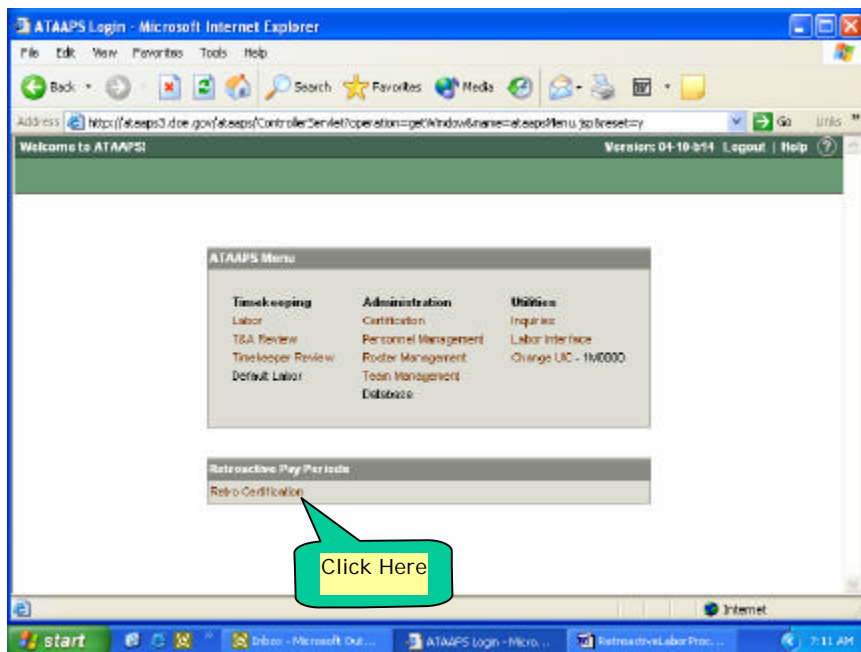 ATAAPS Login - Microsoft Internet Explorer
File Edit View Favorites Tools Help
Back Search Favorites Media
Address http://ataaps3.dce.gov/ataaps/ControllerServlet?operation=getWindow&name=ataapsMenu.jsp&reset=y Go Links »
Welcome to ATAAPS! Version: 04-10-b14 Logout | Help ?
ATAAPS Menu
Timekeeping Administration Utilities
Labor Certification Inquiries
T&A Review Personnel Management Labor Interface
Timekeeper Review Roster Management Change UIC - 1M0000
Default Labor Team Management
Database
Retroactive Pay Periods
Retro Certification
Click Here
Internet
start » Inbox - Microsoft Out... ATAAPS Login - Micro... RetroactiveLaborProc... 7:11 AM